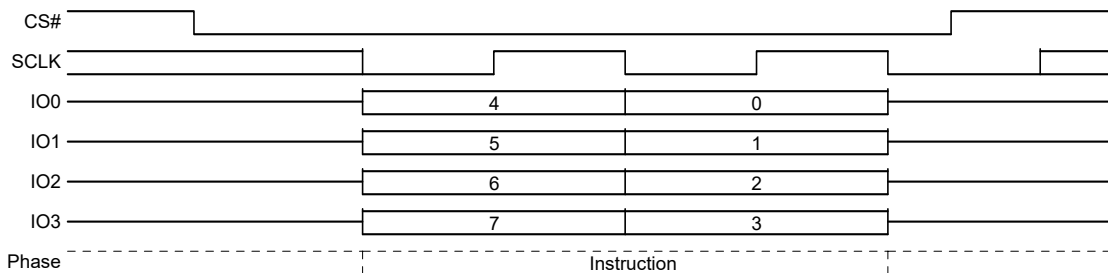 CS#
SCLK
IO0 4 0
IO1 5 1
IO2 6 2
IO3 7 3
Phase Instruction